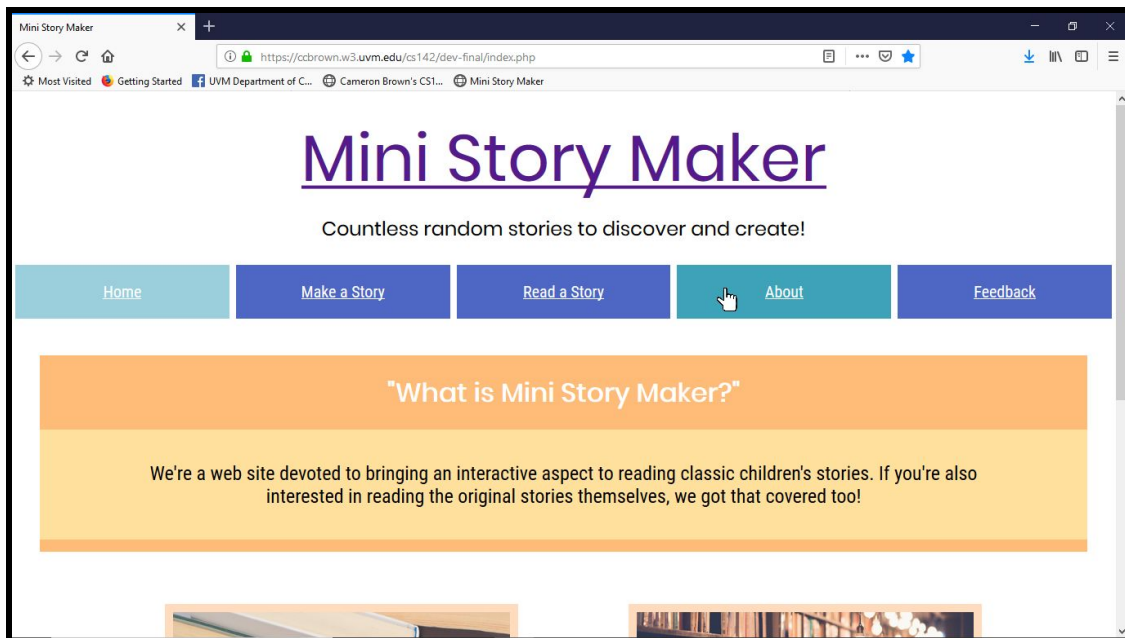 Mini Story Maker
https://ccbrown.w3.uvm.edu/cs142/dev-final/index.php
Most Visited Getting Started UVM Department of C... Cameron Brown's CS1... Mini Story Maker
Mini Story Maker
Countless random stories to discover and create!
Home Make a Story Read a Story About Feedback
"What is Mini Story Maker?"
We're a web site devoted to bringing an interactive aspect to reading classic children's stories. If you're also
interested in reading the original stories themselves, we got that covered too!